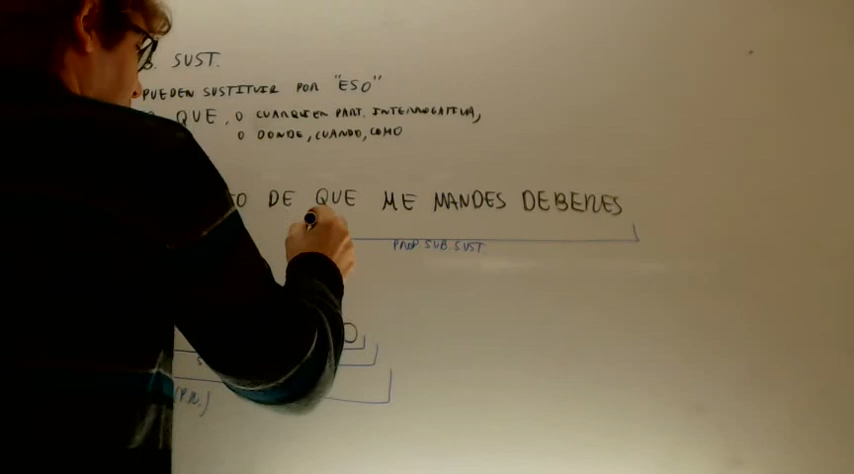 B. SUST.
PUEDEN SUSTITUIR POR "ESO"
QUE, O CUALQUIER PART. INTERROGATIVA,
O DONDE, CUANDO, COMO
DE QUE ME MANDES DEBERES
PROP. SUB. SUST.
(P.N.)